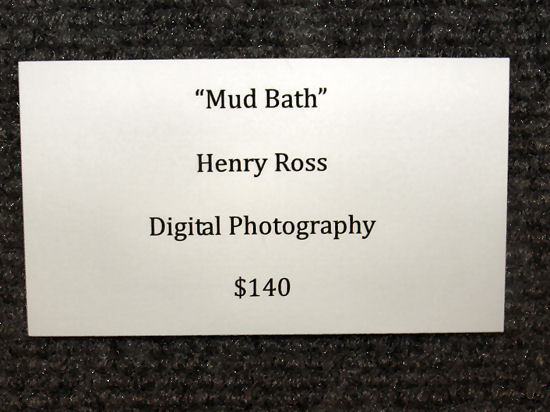 “Mud Bath”
Henry Ross
Digital Photography
$140